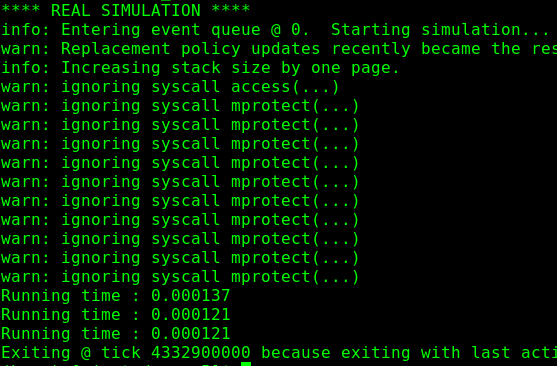 **** REAL SIMULATION ****
info: Entering event queue @ 0.  Starting simulation...
warn: Replacement policy updates recently became the res
info: Increasing stack size by one page.
warn: ignoring syscall access(...)
warn: ignoring syscall mprotect(...)
warn: ignoring syscall mprotect(...)
warn: ignoring syscall mprotect(...)
warn: ignoring syscall mprotect(...)
warn: ignoring syscall mprotect(...)
warn: ignoring syscall mprotect(...)
warn: ignoring syscall mprotect(...)
warn: ignoring syscall mprotect(...)
warn: ignoring syscall mprotect(...)
warn: ignoring syscall mprotect(...)
Running time : 0.000137
Running time : 0.000121
Running time : 0.000121
Exiting @ tick 4332900000 because exiting with last acti